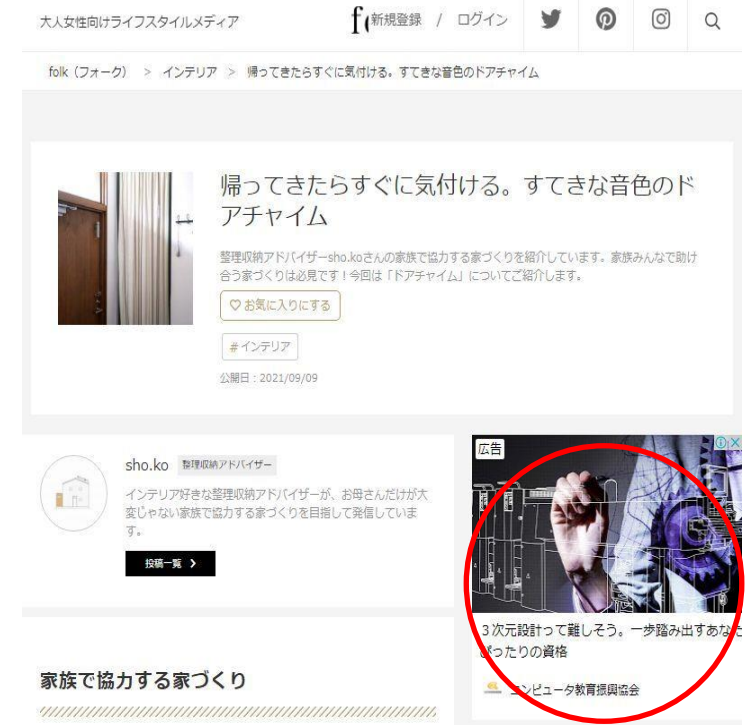 大人女性向けライフスタイルメディア
新規登録 / ログイン
folk（フォーク） > インテリア > 帰ってきたらすぐに気付ける。すてきな音色のドアチャイム
帰ってきたらすぐに気付ける。すてきな音色のド
アチャイム
整理収納アドバイザーsho.koさんの家族で協力する家づくりを紹介しています。家族みんなで助け
合う家づくりは必見です！今回は「ドアチャイム」についてご紹介します。
♡ お気に入りにする
#インテリア
公開日：2021/09/09
sho.ko 整理収納アドバイザー
インテリア好きな整理収納アドバイザーが、お母さんだけが大
変じゃない家族で協力する家づくりを目指して発信していま
す。
投稿一覧 >
家族で協力する家づくり
広告
３次元設計って難しそう。一歩踏み出すあなた
ぴったりの資格
コンピュータ教育振興協会